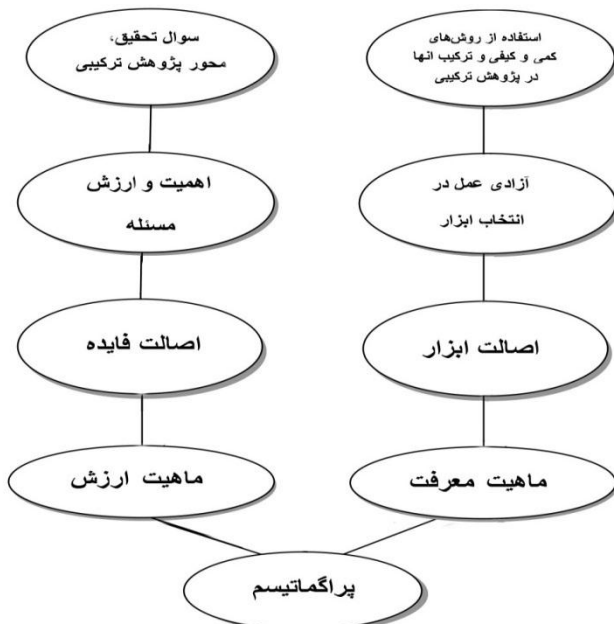 استفاده از روش‌های
کمی و کیفی و ترکیب انها
در پژوهش ترکیبی
سوال تحقیق،
محور پژوهش ترکیبی
آزادی عمل در
انتخاب ابزار
اهمیت و ارزش
مسئله
اصالت ابزار
اصالت فایده
ماهیت معرفت
ماهیت ارزش
پراگماتیسم